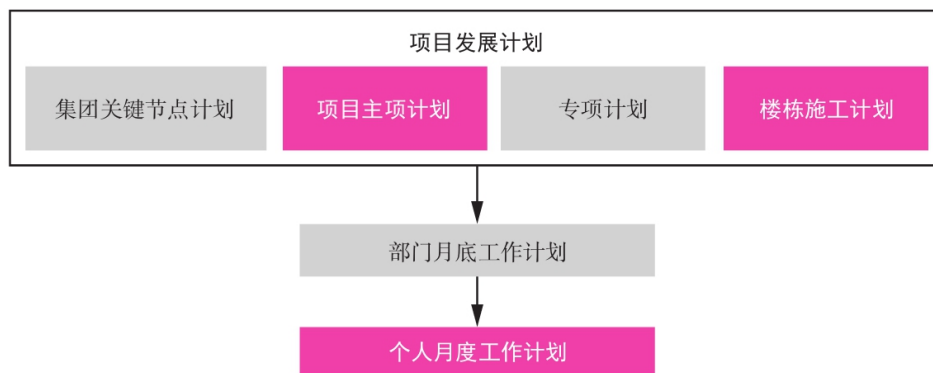 项目发展计划
集团关键节点计划
项目主项计划
专项计划
楼栋施工计划
部门月底工作计划
个人月度工作计划